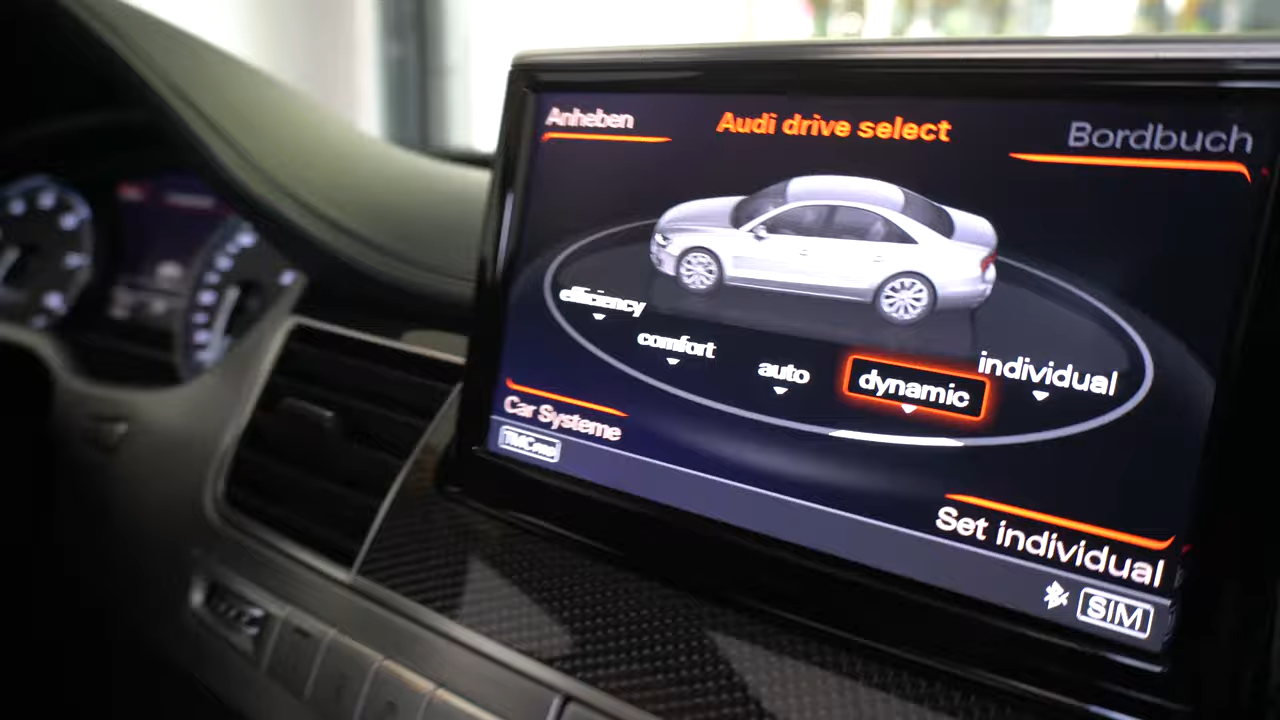 Anheben
Audi drive select
Bordbuch
efficiency
comfort
auto
dynamic
individual
Car Systeme
Set individual
SIM